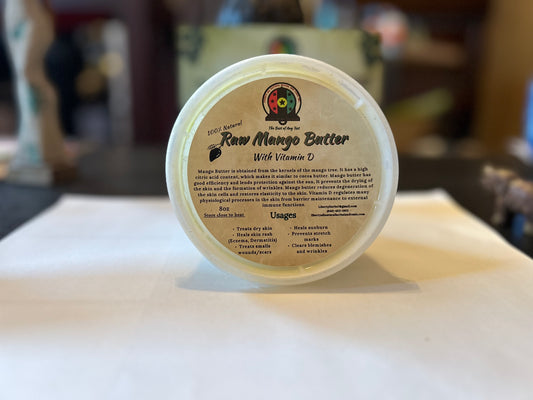 The Best of Any Test
100% Natural
Raw Mango Butter
With Vitamin D
Mango Butter is obtained from the kernels of the mango tree. It has a high
citric acid content, which makes it similar to cocoa butter. Mango butter has
good efficiency and lends protection against the sun. It prevents the drying of
the skin and the formation of wrinkles. Mango butter reduces degeneration of
the skin cells and restores elasticity to the skin. Vitamin D regulates many
physiological processes in the skin from barrier maintenance to external
immune functions.
8oz
Store close to heat
Usages
- Treats dry skin
- Heals skin rash
(Eczema, Dermatitis)
- Treats smalls
wounds/scars
- Heals sunburn
- Prevents stretch
marks
- Clears blemishes
and wrinkles